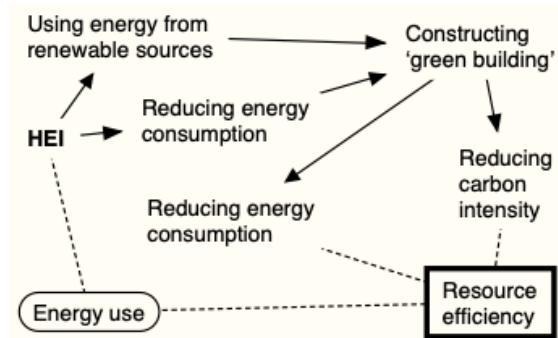 Using energy from
renewable sources
Constructing
‘green building’
Reducing energy
consumption
HEI
Reducing
carbon
intensity
Reducing energy
consumption
Energy use
Resource
efficiency